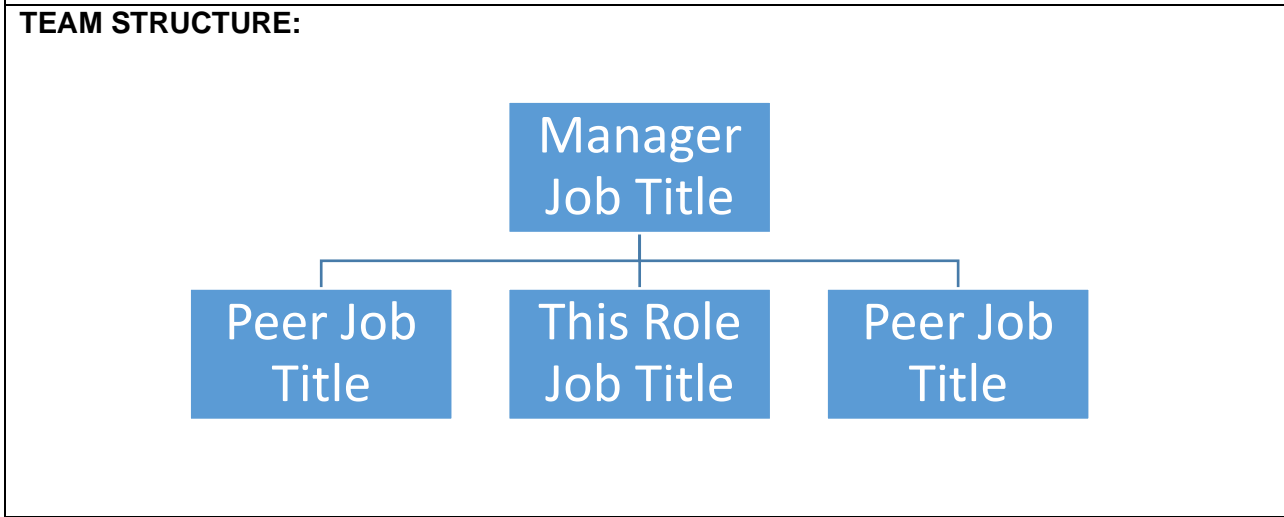 TEAM STRUCTURE:
Manager
Job Title
Peer Job
Title
This Role
Job Title
Peer Job
Title